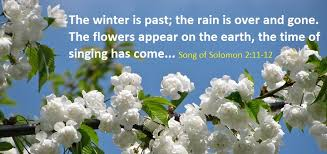 The winter is past; the rain is over and gone.
The flowers appear on the earth, the time of
singing has come... Song of Solomon 2:11-12